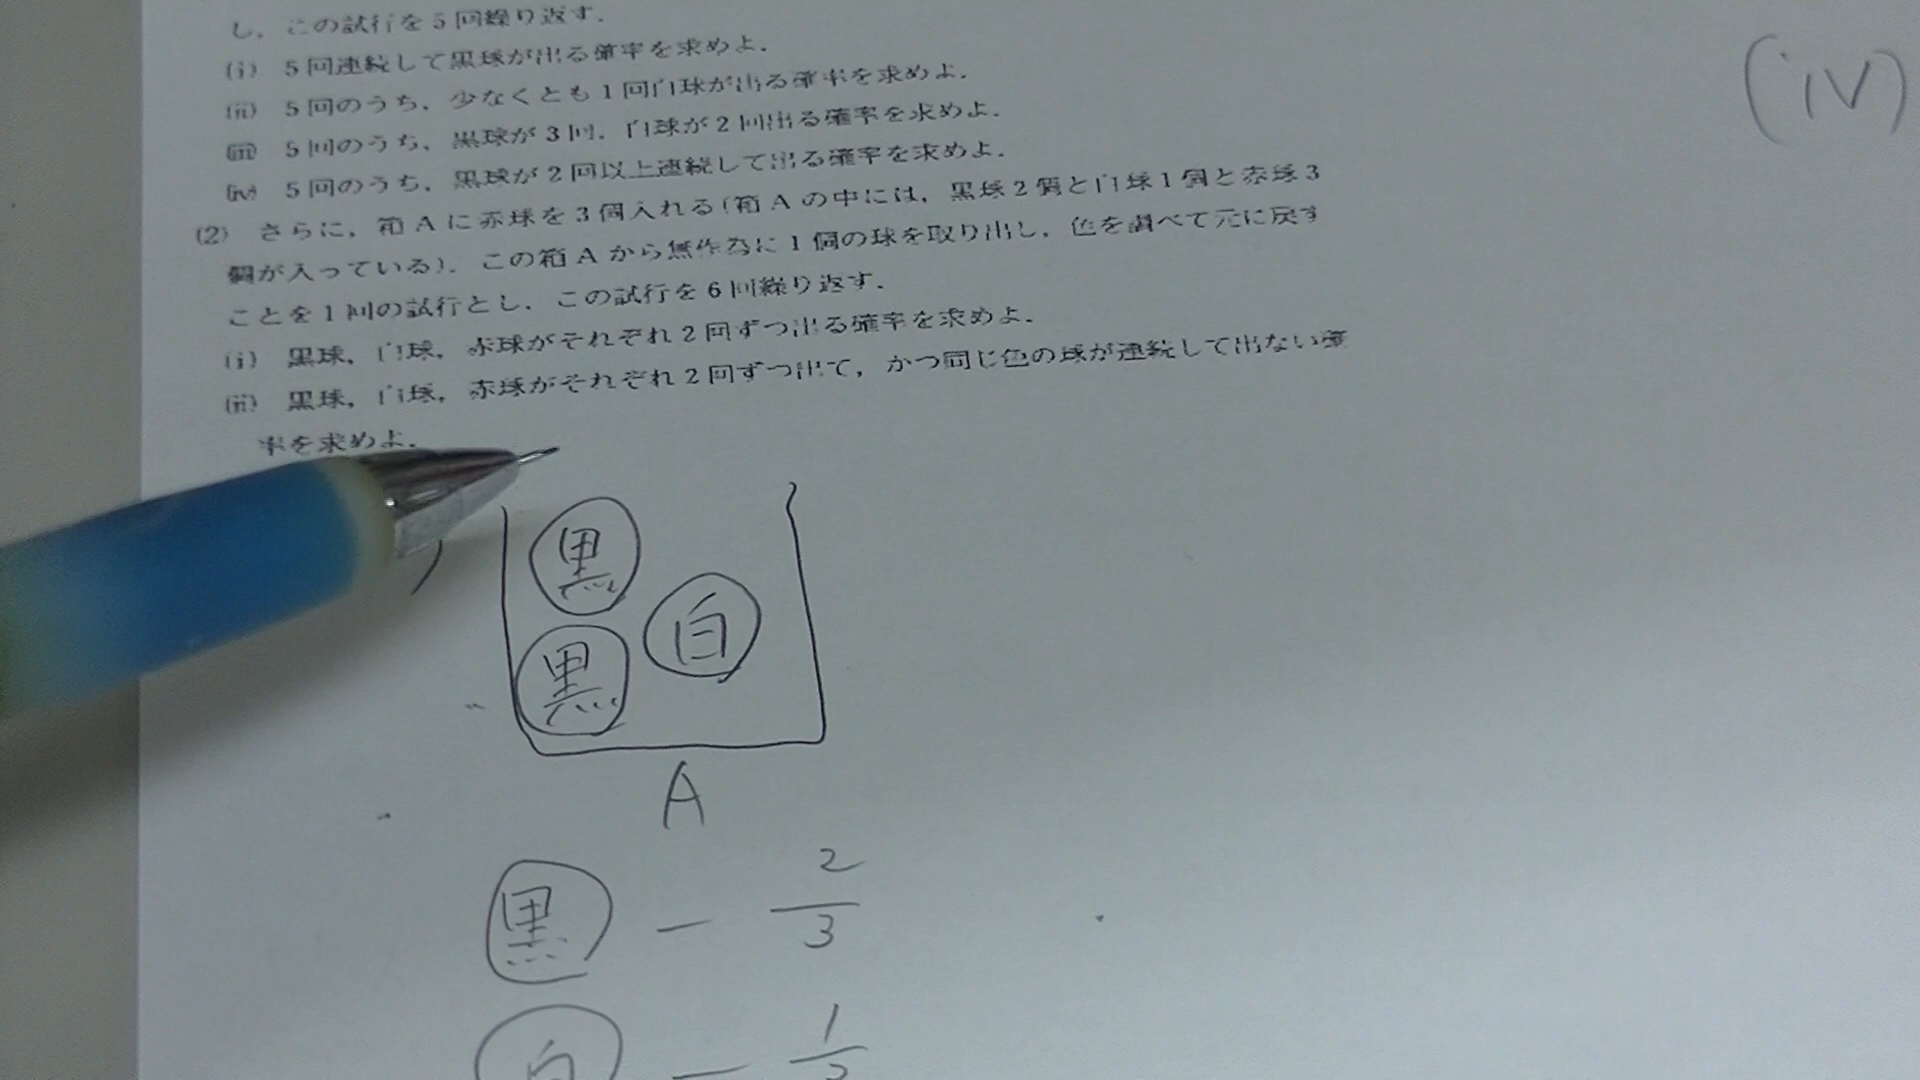 し，この試行を5回繰り返す．
(i) 5回連続して黒球が出る確率を求めよ．
(ii) 5回のうち，少なくとも1回白球が出る確率を求めよ．
(iii) 5回のうち，黒球が3回，白球が2回出る確率を求めよ．
(iv) 5回のうち，黒球が2回以上連続して出る確率を求めよ．
(2) さらに，箱Aに赤球を3個入れる(箱Aの中には，黒球2個と白球1個と赤球3
個が入っている)．この箱Aから無作為に1個の球を取り出し，色を調べて元に戻す
ことを1回の試行とし，この試行を6回繰り返す．
(i) 黒球，白球，赤球がそれぞれ2回ずつ出る確率を求めよ．
(ii) 黒球，白球，赤球がそれぞれ2回ずつ出て，かつ同じ色の球が連続して出ない確
率を求めよ．
(iv)
黒
白
黒
A
黒 − 2/3
白 − 1/3